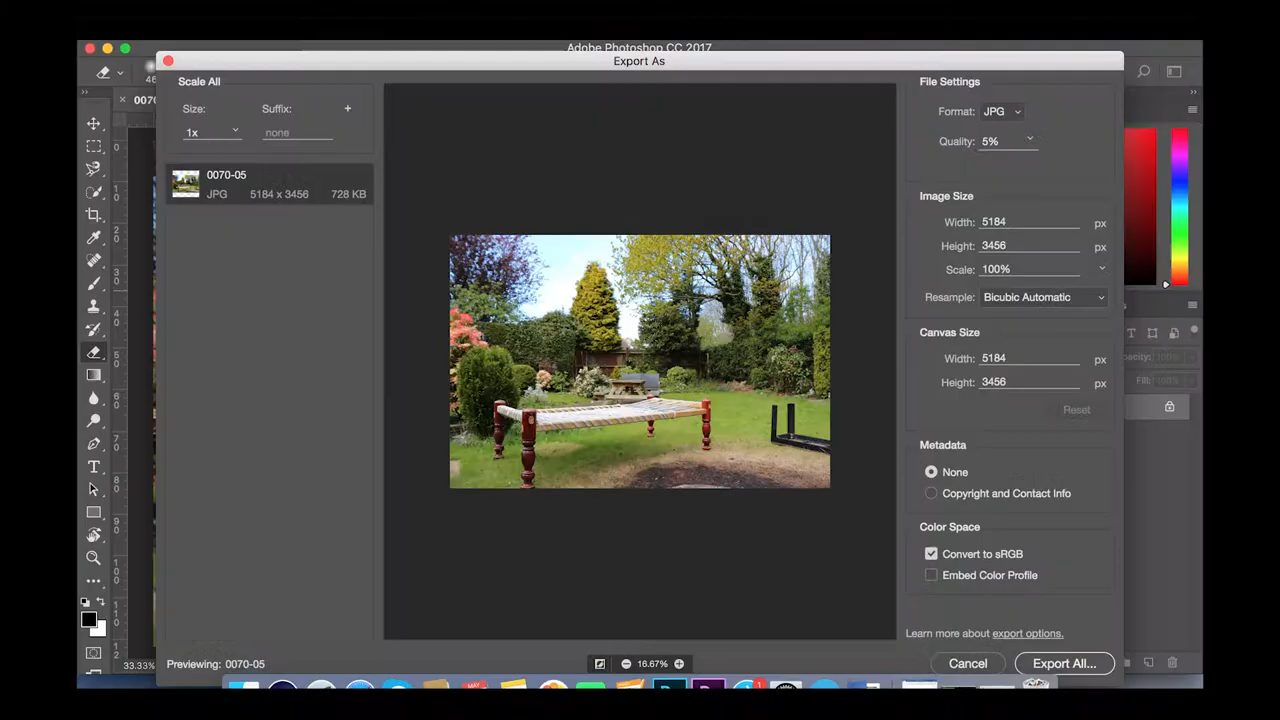 Adobe Photoshop CC 2017
Export As
Scale All
Size:
Suffix:
+
1x
none
0070-05
JPG 5184 x 3456 728 KB
File Settings
Format: JPG
Quality: 5%
Image Size
Width: 5184 px
Height: 3456 px
Scale: 100%
Resample: Bicubic Automatic
Canvas Size
Width: 5184 px
Height: 3456 px
Reset
Metadata
None
Copyright and Contact Info
Color Space
Convert to sRGB
Embed Color Profile
Learn more about export options.
Previewing: 0070-05
16.67%
Cancel
Export All...
33.33%
Fill: 100%